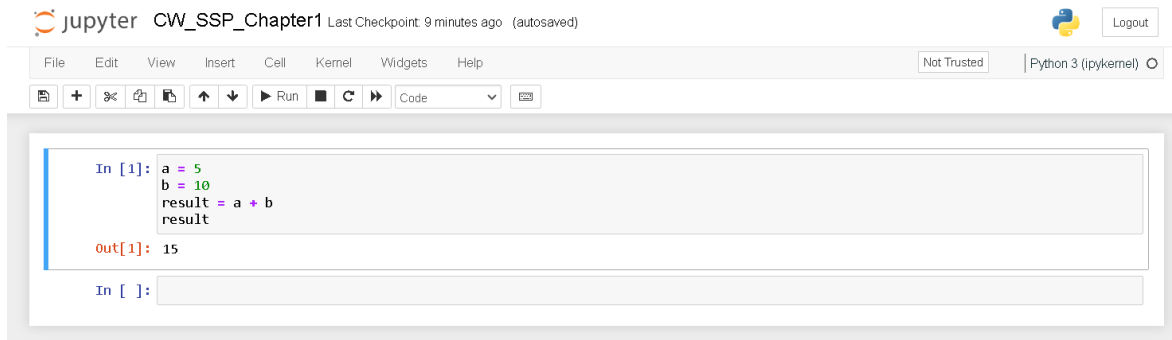 jupyter CW_SSP_Chapter1 Last Checkpoint: 9 minutes ago (autosaved)
Logout
File Edit View Insert Cell Kernel Widgets Help
Not Trusted
Python 3 (ipykernel)
Run
Code
In [1]: a = 5
b = 10
result = a + b
result
Out[1]: 15
In [ ]: